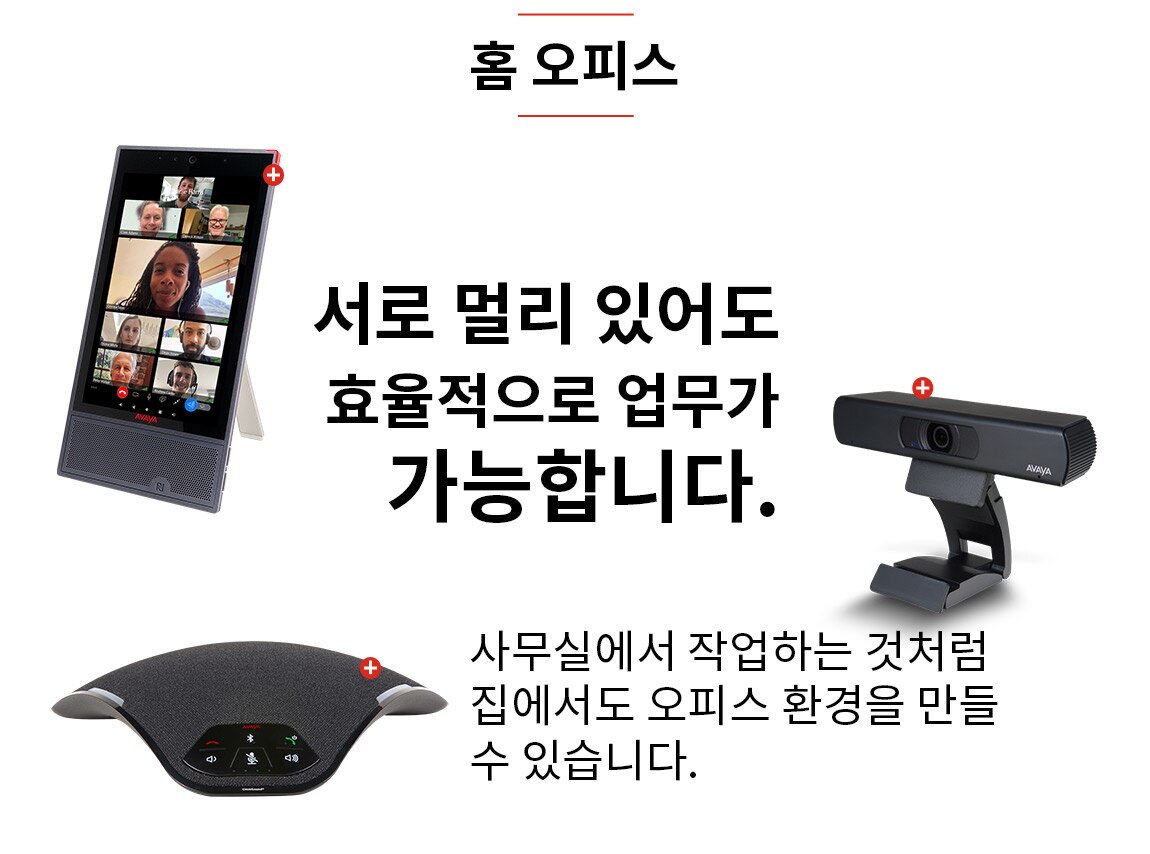 홈 오피스
서로 멀리 있어도
효율적으로 업무가
가능합니다.
AVAYA
AVAYA
사무실에서 작업하는 것처럼
집에서도 오피스 환경을 만들
수 있습니다.
AVAYA